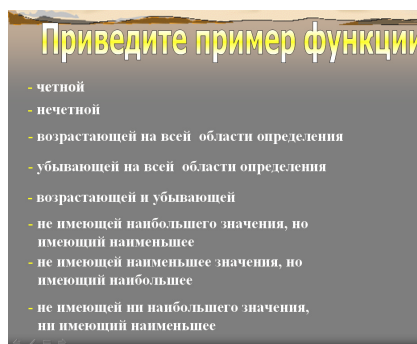 Приведите пример функции
- четной
- нечетной
- возрастающей на всей области определения
- убывающей на всей области определения
- возрастающей и убывающей
- не имеющей наибольшего значения, но
имеющий наименьшее
- не имеющей наименьшее значения, но
имеющий наибольшее
- не имеющей ни наибольшего значения,
ни имеющий наименьшее